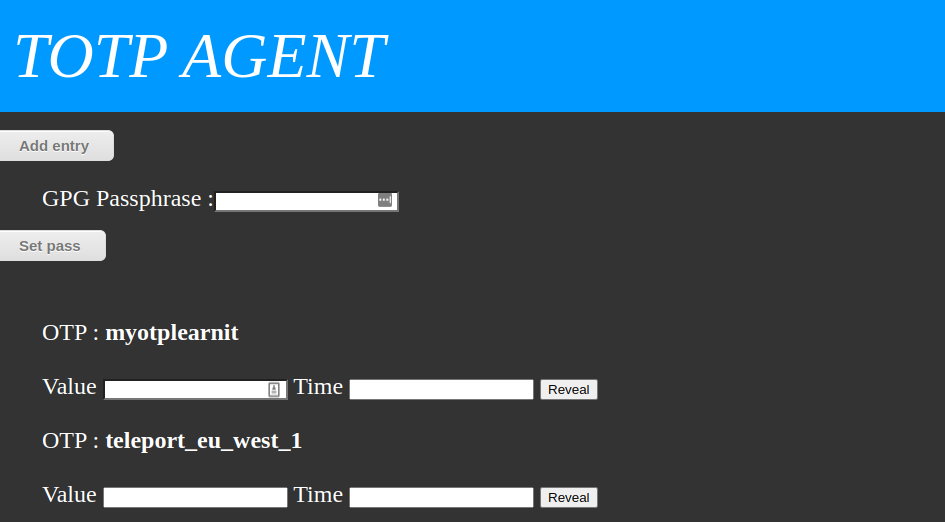 TOTP AGENT
Add entry
GPG Passphrase :
Set pass
OTP : myotplearnit
Value Time Reveal
OTP : teleport_eu_west_1
Value Time Reveal